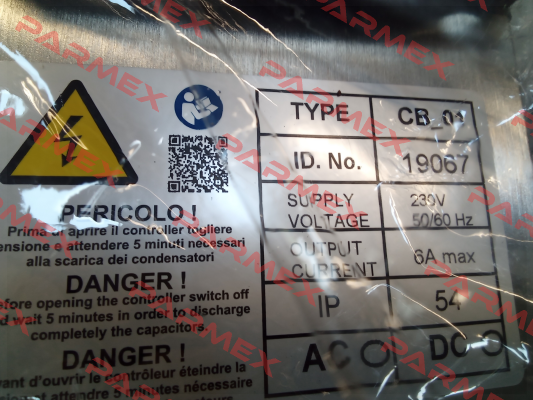 PERICOLO !
Prima di aprire il controller togliere
tensione e attendere 5 minuti necessari
alla scarica dei condensatori
DANGER !
before opening the controller switch off
and wait 5 minutes in order to discharge
completely the capacitors.
DANGER !
avant d'ouvrir le contrôleur éteindre la
et attendre 5 minutes nécessaire
TYPE CB_01
ID. No. 19067
SUPPLY VOLTAGE 230V 50/60 Hz
OUTPUT CURRENT 6A max
IP 54
AC DC
PARMEX
PARMEX
PARMEX
PARMEX
PARMEX
PARMEX
PARMEX